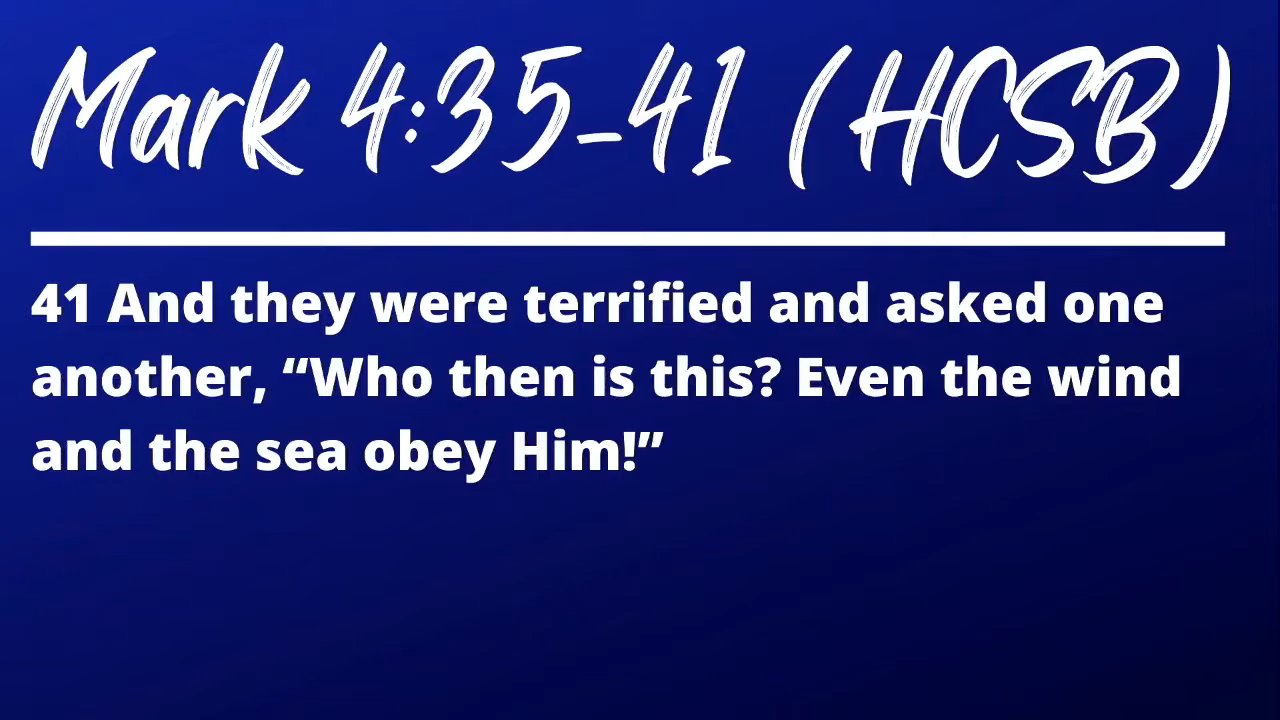 Mark 4:35-41 (HCSB)
41 And they were terrified and asked one
another, “Who then is this? Even the wind
and the sea obey Him!”